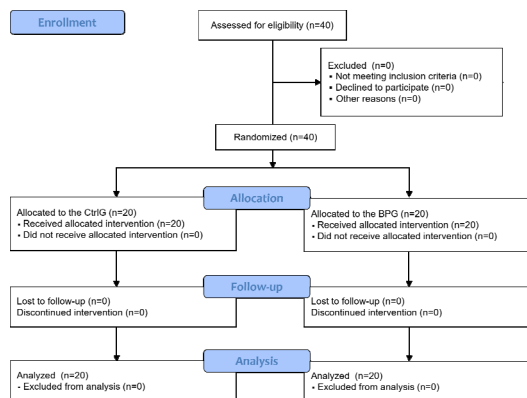 Enrollment
Assessed for eligibility (n=40)
Excluded (n=0)
• Not meeting inclusion criteria (n=0)
▪ Declined to participate (n=0)
• Other reasons (n=0)
Randomized (n=40)
Allocation
Allocated to the CtrlG (n=20)
• Received allocated intervention (n=20)
• Did not receive allocated intervention (n=0)
Allocated to the BPG (n=20)
• Received allocated intervention (n=20)
• Did not receive allocated intervention (n=0)
Follow-up
Lost to follow-up (n=0)
Discontinued intervention (n=0)
Lost to follow-up (n=0)
Discontinued intervention (n=0)
Analysis
Analyzed (n=20)
- Excluded from analysis (n=0)
Analyzed (n=20)
• Excluded from analysis (n=0)